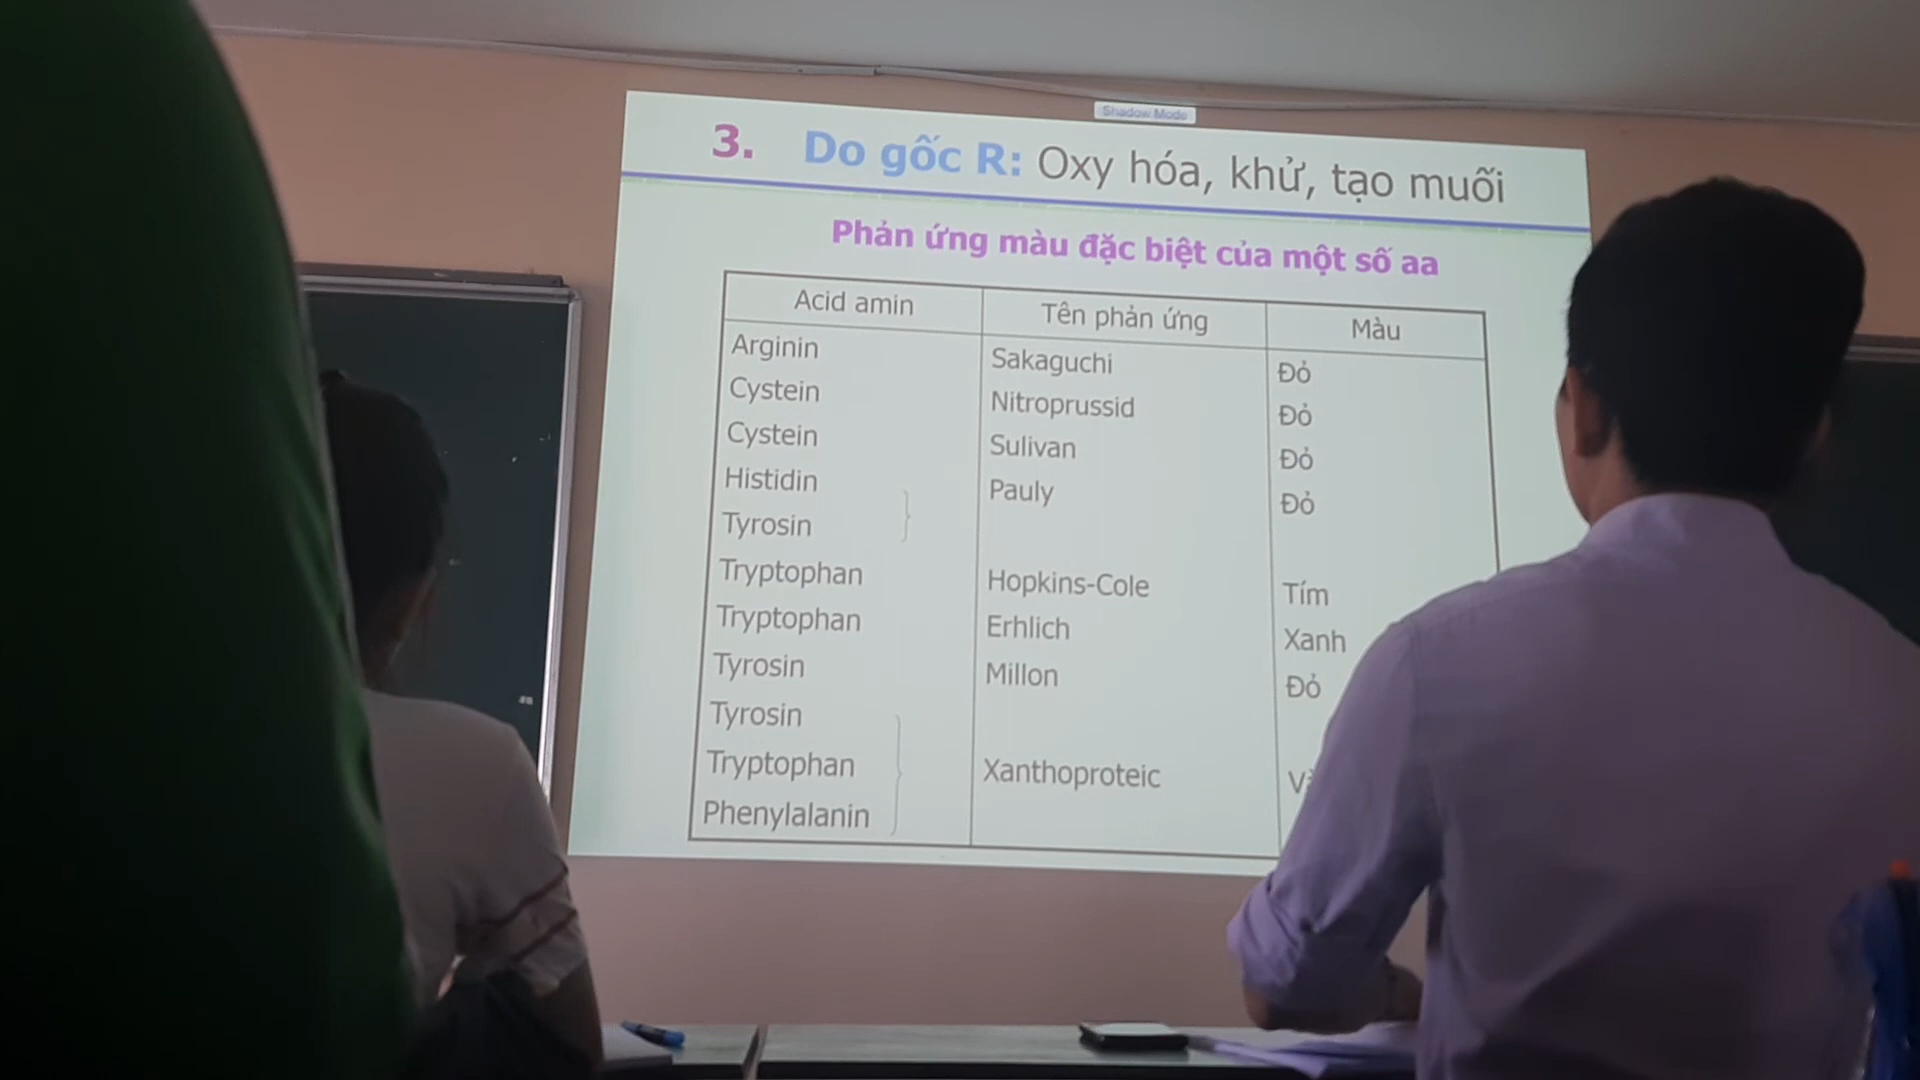 Shadow Mode
3. Do gốc R: Oxy hóa, khử, tạo muối
Phản ứng màu đặc biệt của một số aa
Acid amin Tên phản ứng Màu
Arginin Sakaguchi Đỏ
Cystein Nitroprussid Đỏ
Cystein Sulivan Đỏ
Histidin Pauly Đỏ
Tyrosin
Tryptophan Hopkins-Cole Tím
Tryptophan Erhlich Xanh
Tyrosin Millon Đỏ
Tyrosin
Tryptophan Xanthoproteic
Phenylalanin